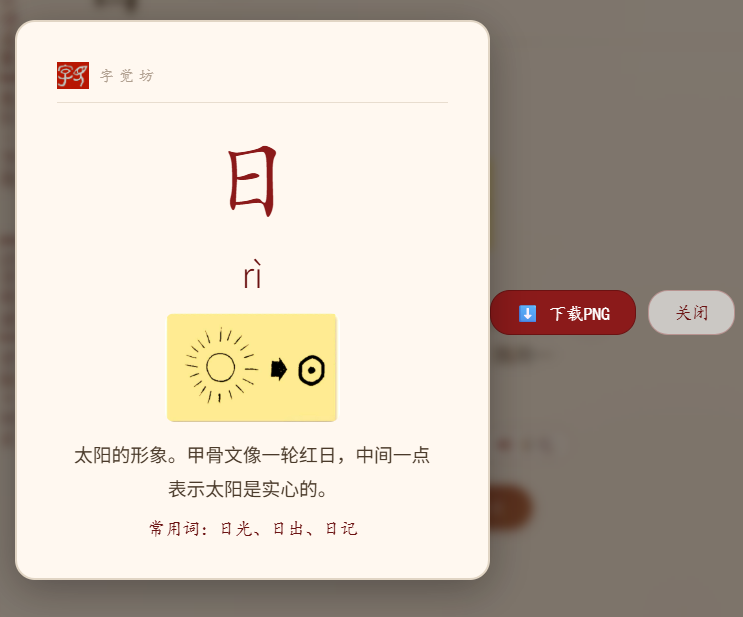 字觉坊
日
rì
太阳的形象。甲骨文像一轮红日，中间一点
表示太阳是实心的。
常用词：日光、日出、日记
下载PNG
关闭